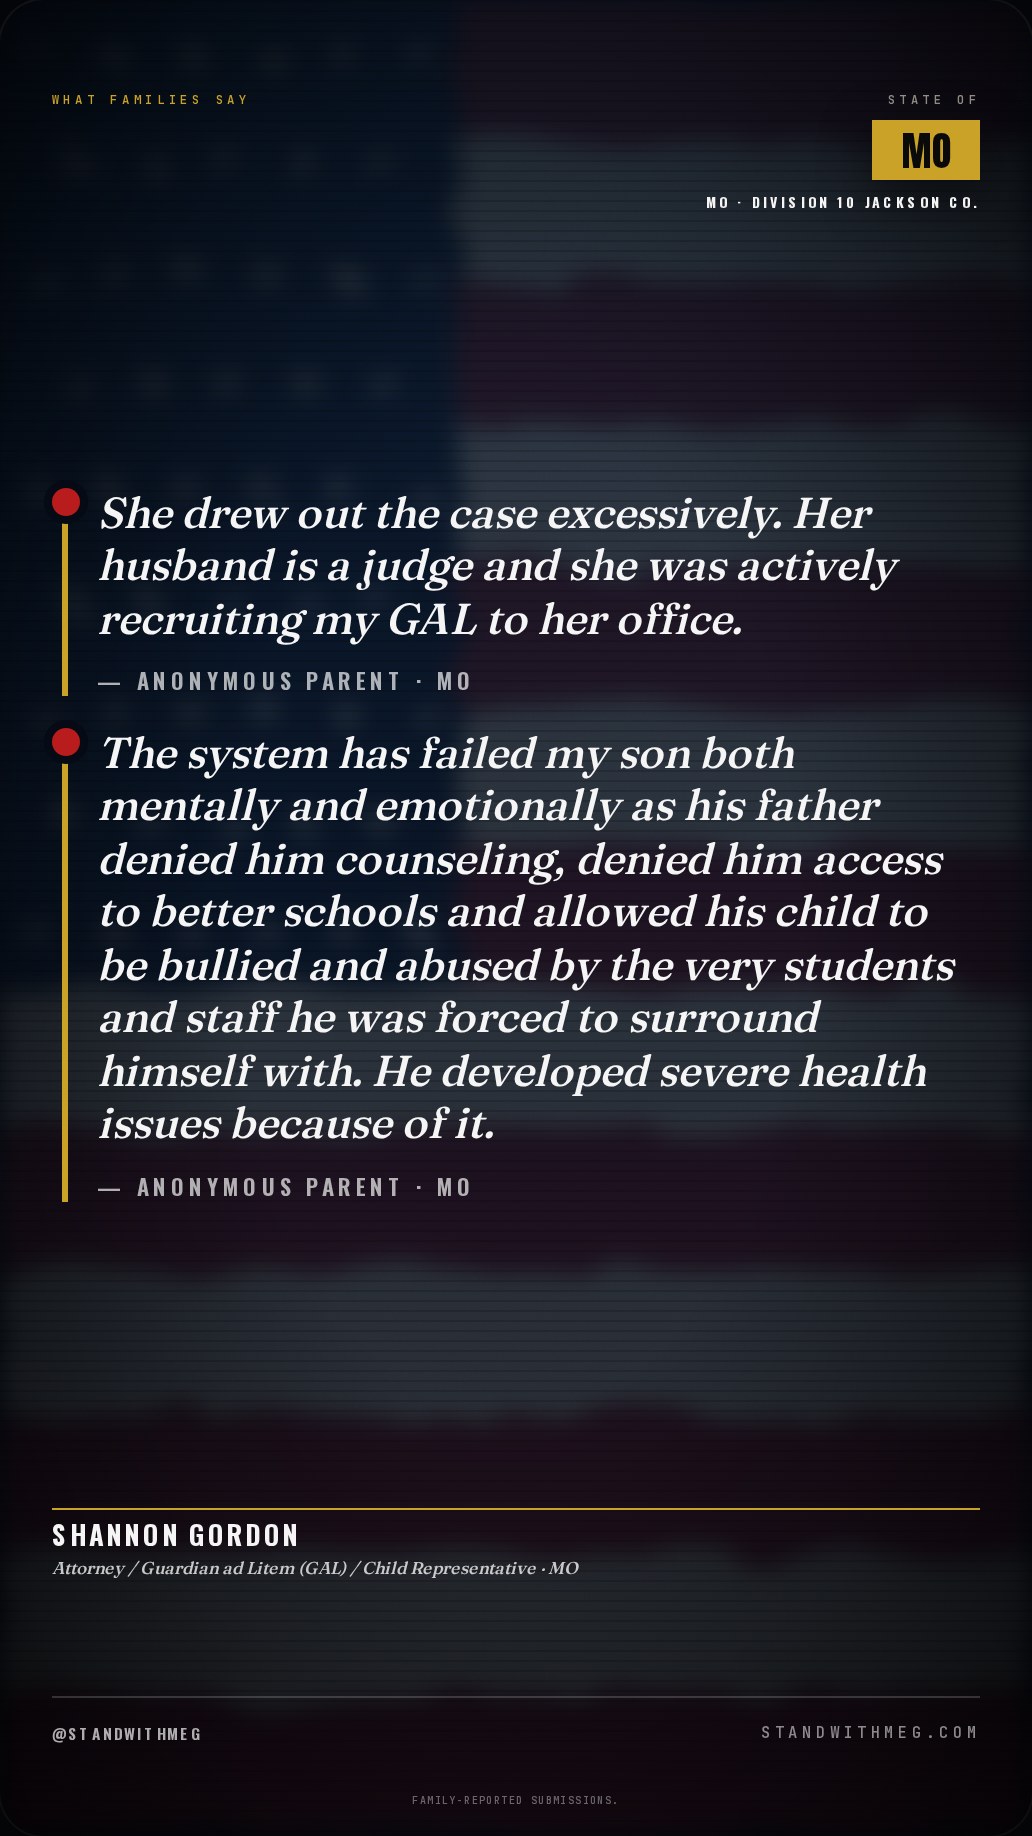 WHAT FAMILIES SAY
STATE OF
MO
MO · DIVISION 10 JACKSON CO.
She drew out the case excessively. Her
husband is a judge and she was actively
recruiting my GAL to her office.
— ANONYMOUS PARENT · MO
The system has failed my son both
mentally and emotionally as his father
denied him counseling, denied him access
to better schools and allowed his child to
be bullied and abused by the very students
and staff he was forced to surround
himself with. He developed severe health
issues because of it.
— ANONYMOUS PARENT · MO
SHANNON GORDON
Attorney / Guardian ad Litem (GAL) / Child Representative · MO
@STANDWITHMEG
STANDWITHMEG.COM
FAMILY-REPORTED SUBMISSIONS.